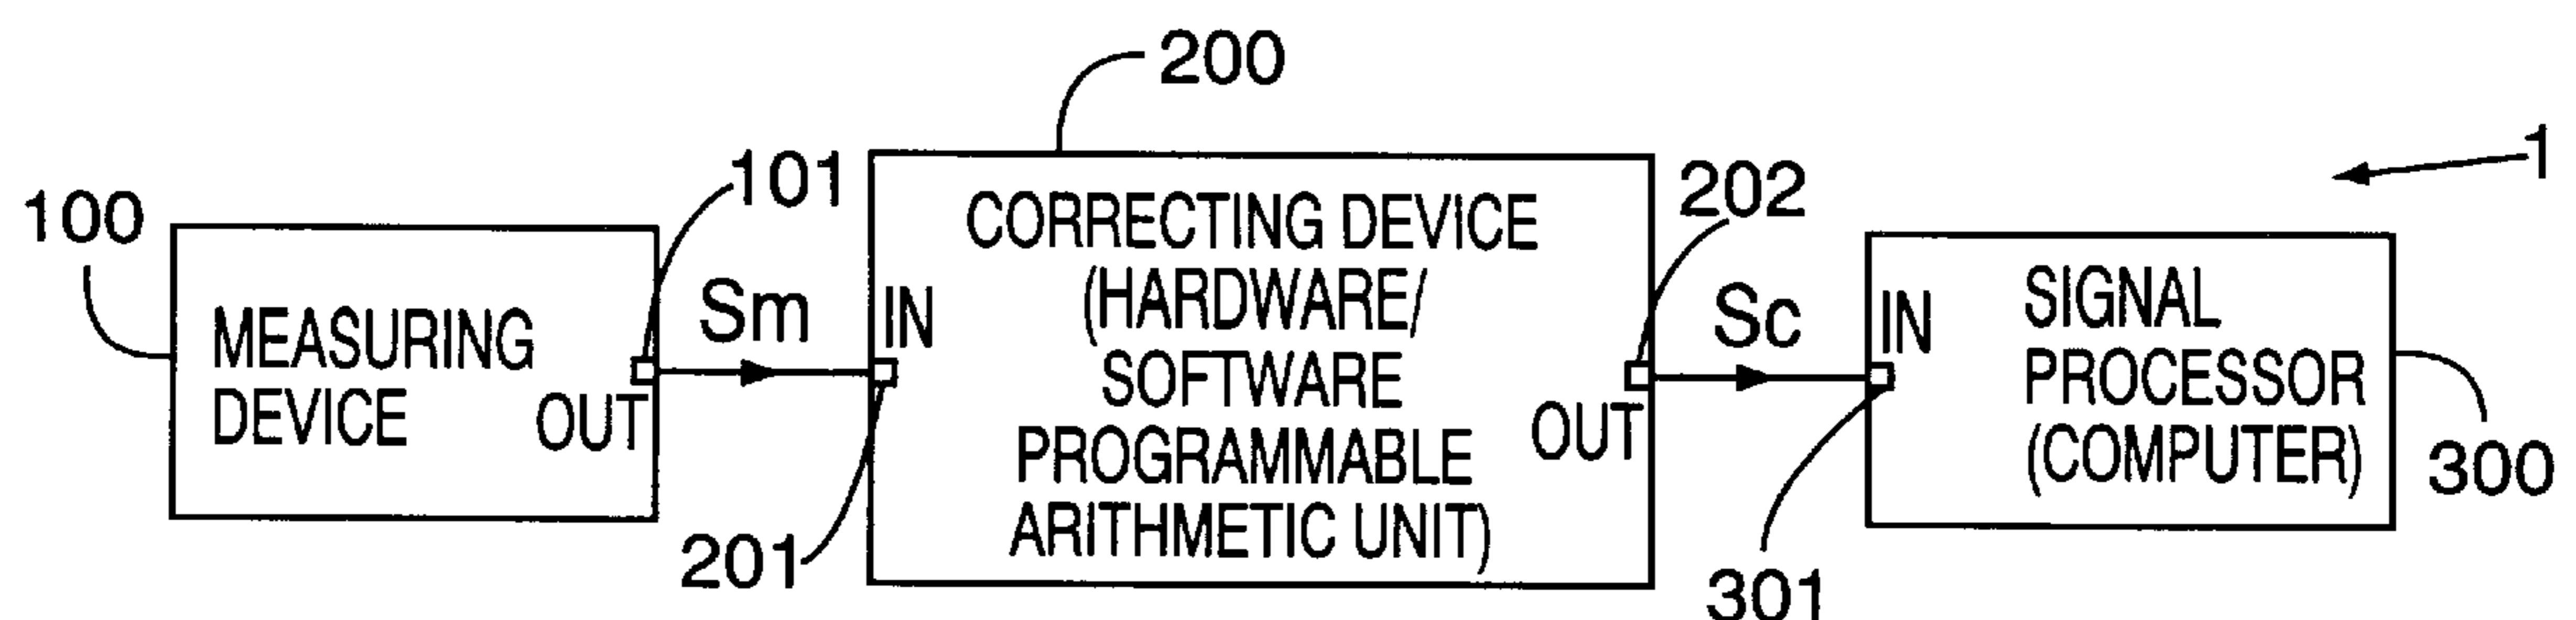 200
1
100
101
202
MEASURING
DEVICE
OUT
Sm
IN
201
CORRECTING DEVICE
(HARDWARE/
SOFTWARE
PROGRAMMABLE
ARITHMETIC UNIT)
OUT
Sc
IN
301
SIGNAL
PROCESSOR
(COMPUTER)
300